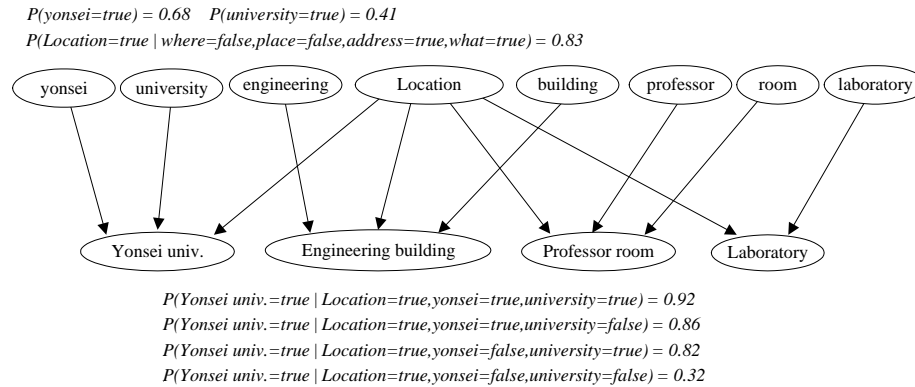 P(yonsei=true) = 0.68 P(university=true) = 0.41
P(Location=true | where=false,place=false,address=true,what=true) = 0.83
yonsei university engineering Location building professor room laboratory
Yonsei univ. Engineering building Professor room Laboratory
P(Yonsei univ.=true | Location=true,yonsei=true,university=true) = 0.92
P(Yonsei univ.=true | Location=true,yonsei=true,university=false) = 0.86
P(Yonsei univ.=true | Location=true,yonsei=false,university=true) = 0.82
P(Yonsei univ.=true | Location=true,yonsei=false,university=false) = 0.32